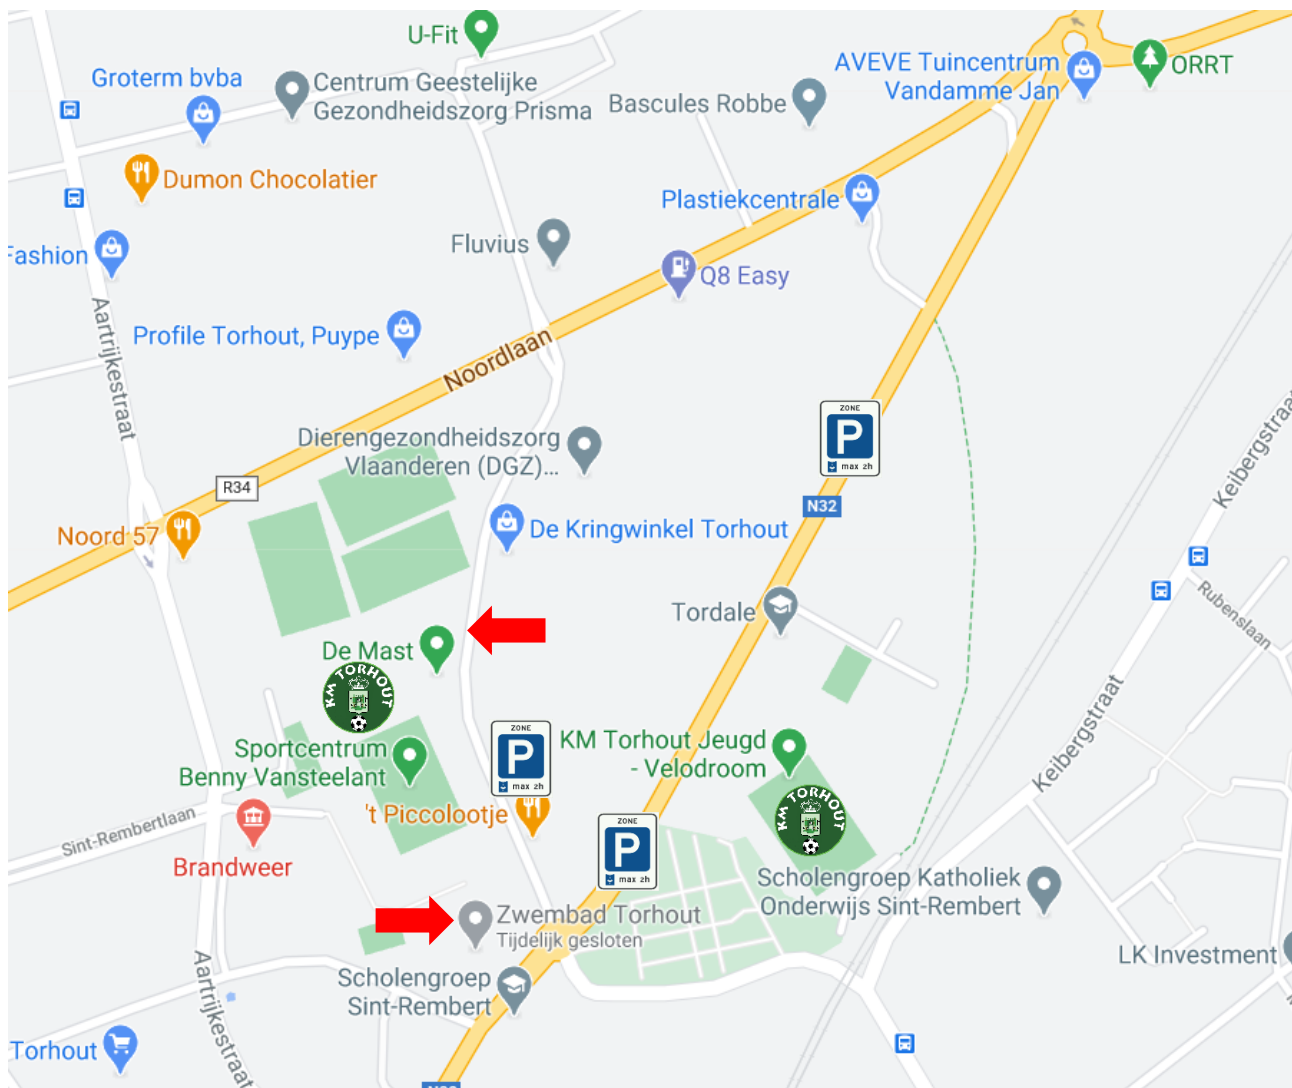 U-Fit
AVEVE Tuincentrum
Vandamme Jan
ORRT
Groterm bvba
Centrum Geestelijke
Gezondheidszorg Prisma
Bascules Robbe
Dumon Chocolatier
Plastiekcentrale
Fluvius
Fashion
Q8 Easy
Aartrijkestraat
Profile Torhout, Puype
Noordlaan
ZONE
P
max zh
Keibergstraat
Dierengezondheidszorg
Vlaanderen (DGZ)...
R34
N32
Noord 57
De Kringwinkel Torhout
Rubenslaan
Tordale
De Mast
KM TORHOUT
Keibergstraat
ZONE
P
max zh
KM Torhout Jeugd
- Velodroom
Sportcentrum
Benny Vansteelant
't Piccolootje
KM TORHOUT
Sint-Rembertlaan
ZONE
P
max zh
Brandweer
Scholengroep Katholiek
Onderwijs Sint-Rembert
Zwembad Torhout
Tijdelijk gesloten
LK Investment
Aartrijkestraat
Scholengroep
Sint-Rembert
Torhout